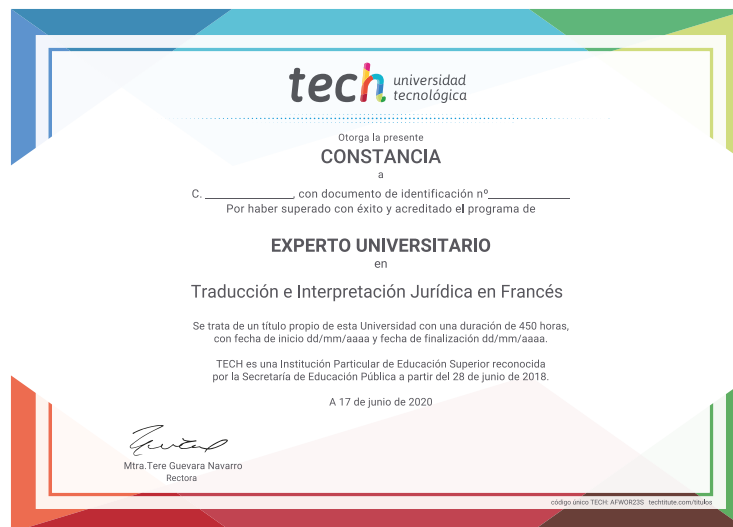 tech universidad
tecnológica
Otorga la presente
CONSTANCIA
a
C. ______________, con documento de identificación nº_____________
Por haber superado con éxito y acreditado el programa de
EXPERTO UNIVERSITARIO
en
Traducción e Interpretación Jurídica en Francés
Se trata de un título propio de esta Universidad con una duración de 450 horas,
con fecha de inicio dd/mm/aaaa y fecha de finalización dd/mm/aaaa.
TECH es una Institución Particular de Educación Superior reconocida
por la Secretaría de Educación Pública a partir del 28 de junio de 2018.
A 17 de junio de 2020
Mtra.Tere Guevara Navarro
Rectora
código único TECH: AFWOR23S techtitute.com/titulos